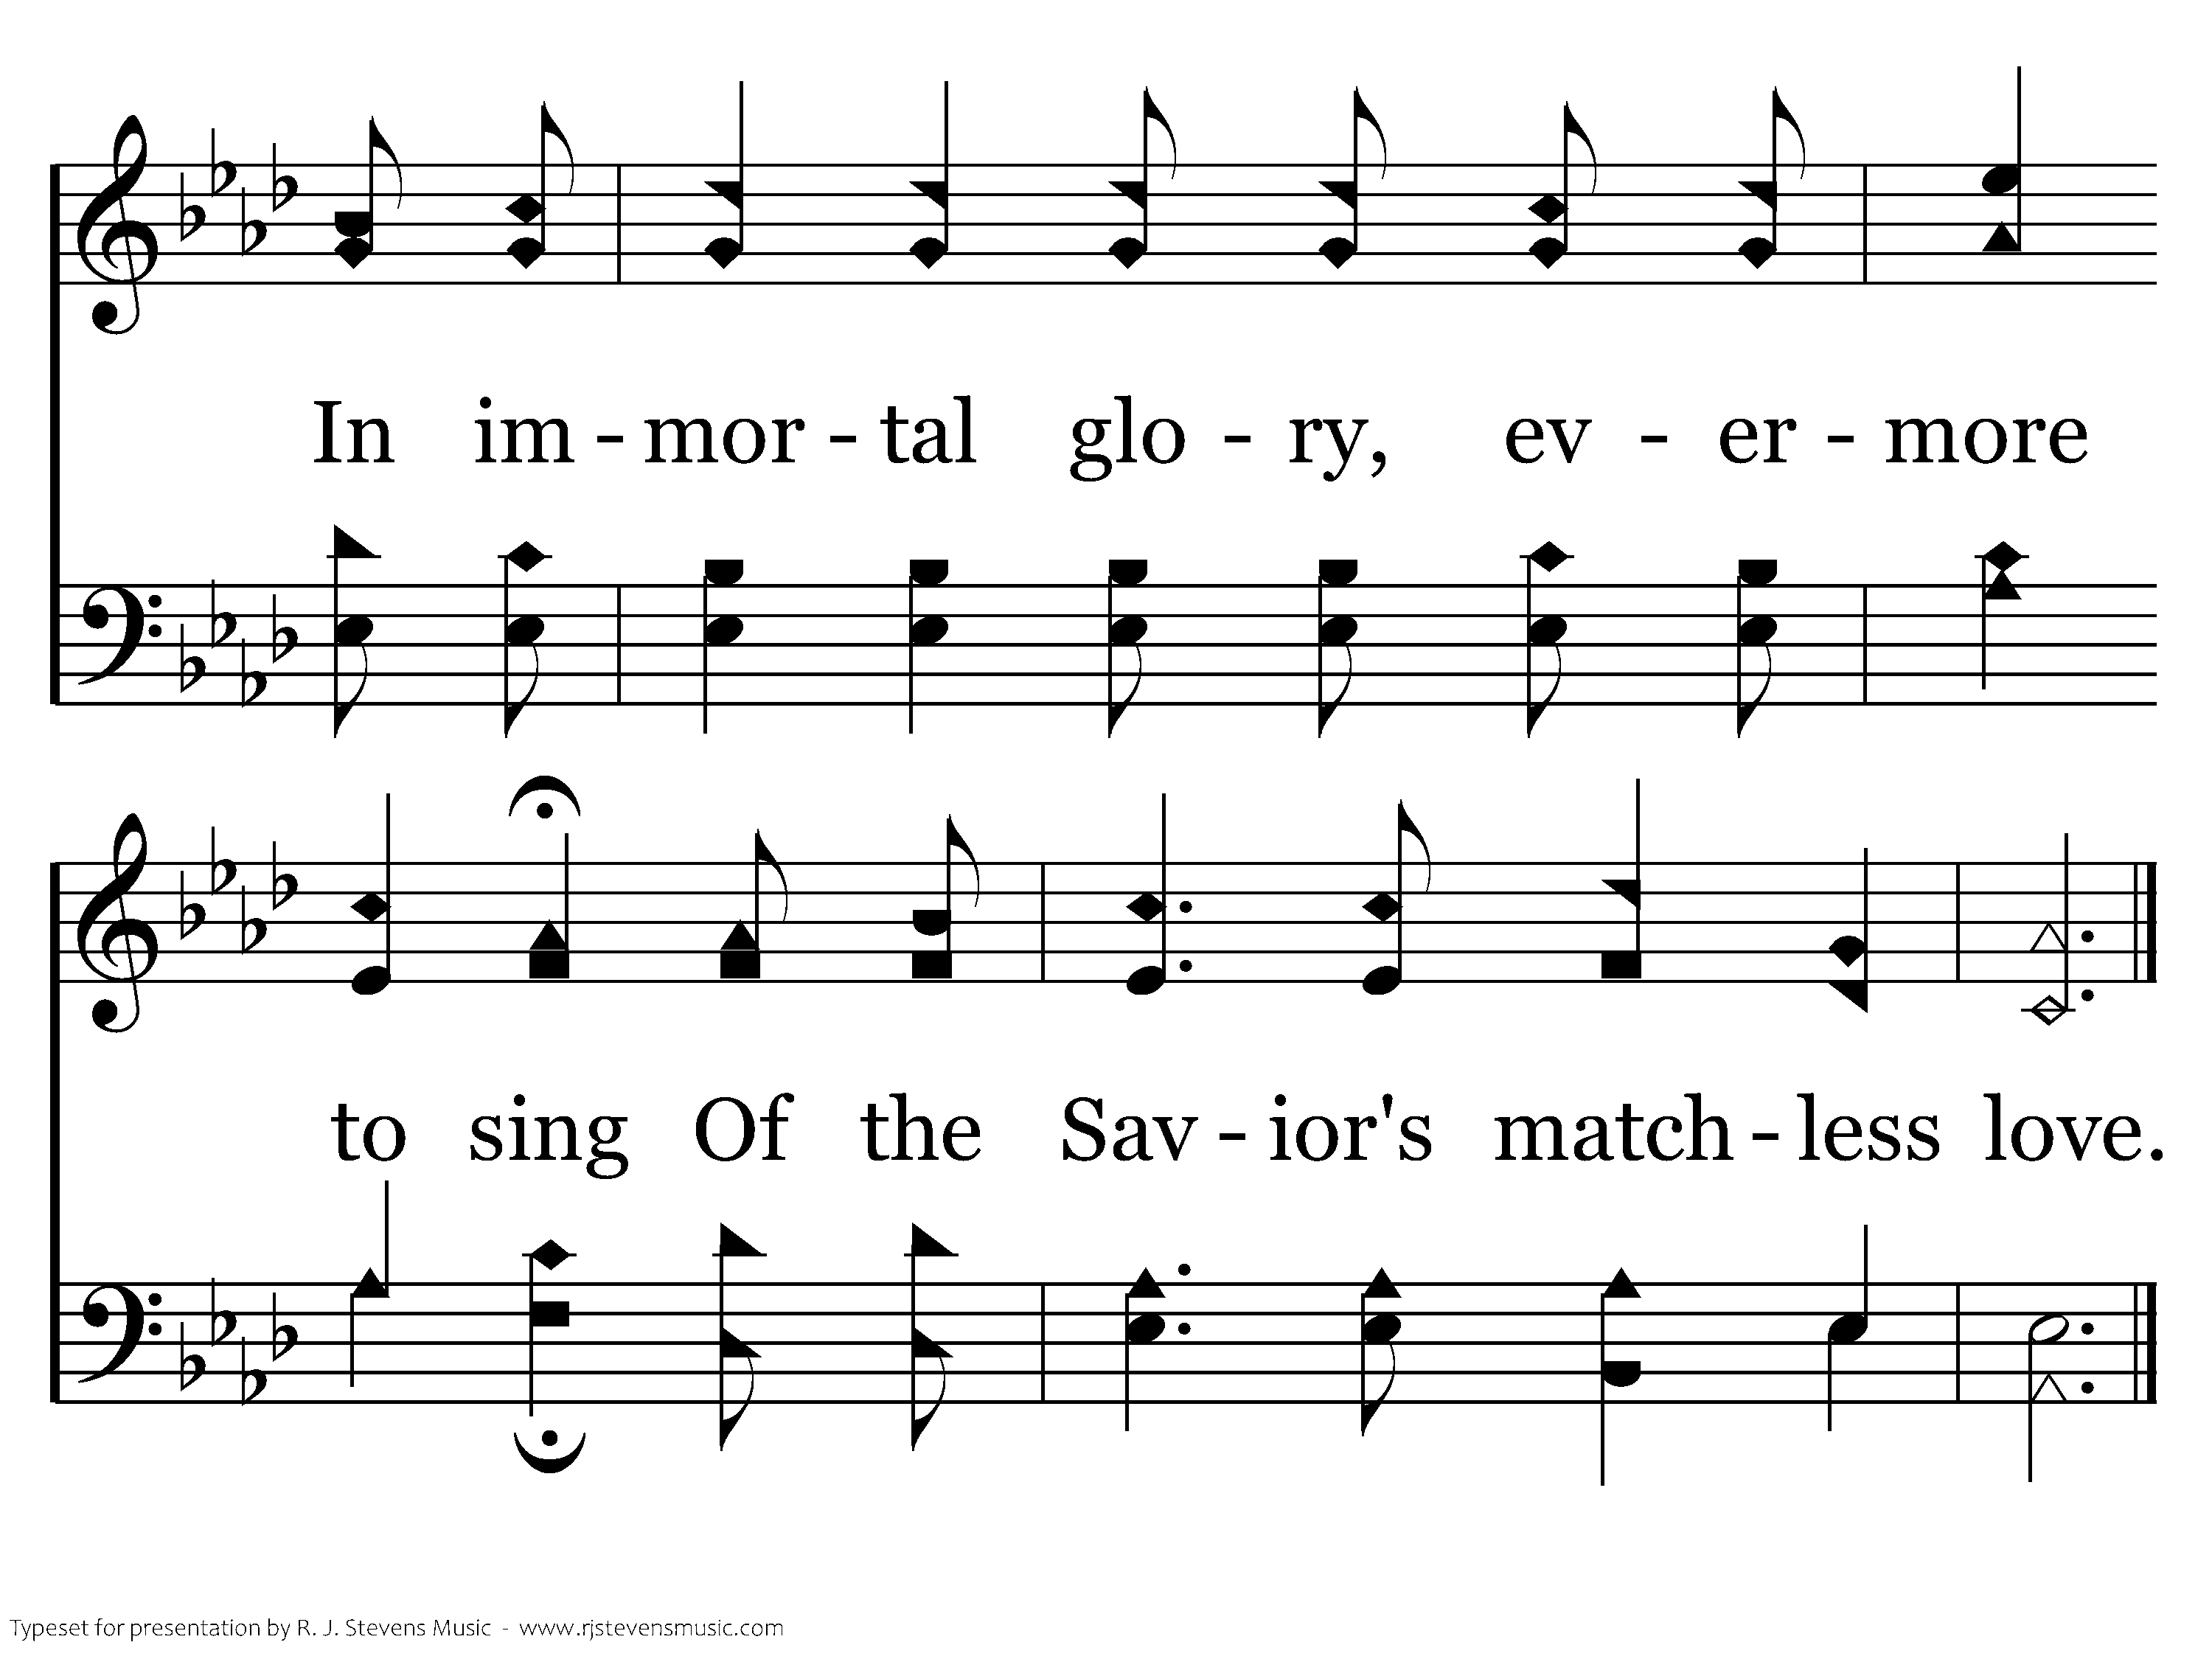 In im - mor - tal glo - ry, ev - er - more
to sing Of the Sav - ior's match - less love.
Typeset for presentation by R. J. Stevens Music - www.rjstevensmusic.com